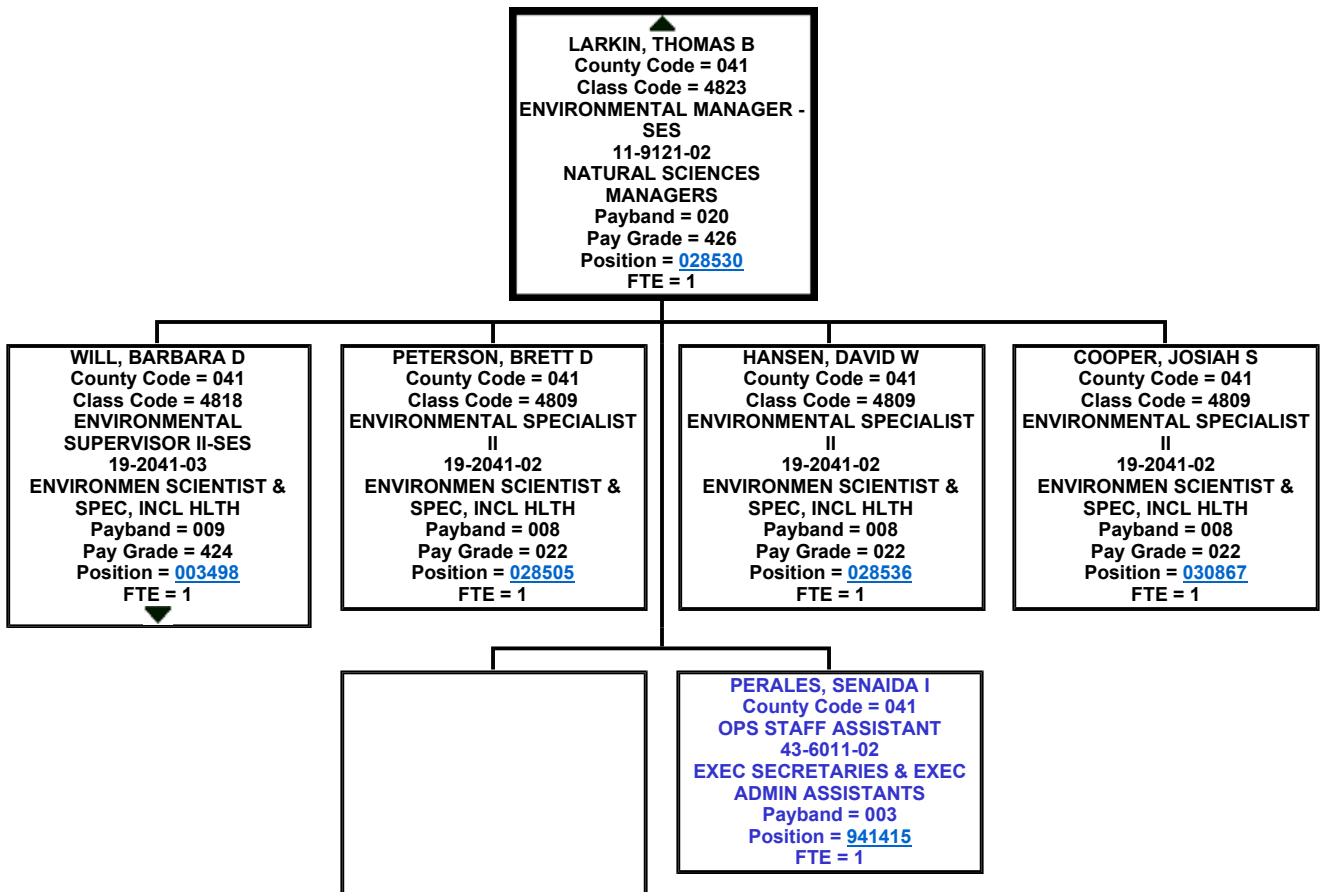 LARKIN, THOMAS B
County Code = 041
Class Code = 4823
ENVIRONMENTAL MANAGER -
SES
11-9121-02
NATURAL SCIENCES
MANAGERS
Payband = 020
Pay Grade = 426
Position = 028530
FTE = 1
WILL, BARBARA D
County Code = 041
Class Code = 4818
ENVIRONMENTAL
SUPERVISOR II-SES
19-2041-03
ENVIRONMEN SCIENTIST &
SPEC, INCL HLTH
Payband = 009
Pay Grade = 424
Position = 003498
FTE = 1
PETERSON, BRETT D
County Code = 041
Class Code = 4809
ENVIRONMENTAL SPECIALIST
II
19-2041-02
ENVIRONMEN SCIENTIST &
SPEC, INCL HLTH
Payband = 008
Pay Grade = 022
Position = 028505
FTE = 1
HANSEN, DAVID W
County Code = 041
Class Code = 4809
ENVIRONMENTAL SPECIALIST
II
19-2041-02
ENVIRONMEN SCIENTIST &
SPEC, INCL HLTH
Payband = 008
Pay Grade = 022
Position = 028536
FTE = 1
COOPER, JOSIAH S
County Code = 041
Class Code = 4809
ENVIRONMENTAL SPECIALIST
II
19-2041-02
ENVIRONMEN SCIENTIST &
SPEC, INCL HLTH
Payband = 008
Pay Grade = 022
Position = 030867
FTE = 1
PERALES, SENAIDA I
County Code = 041
OPS STAFF ASSISTANT
43-6011-02
EXEC SECRETARIES & EXEC
ADMIN ASSISTANTS
Payband = 003
Position = 941415
FTE = 1